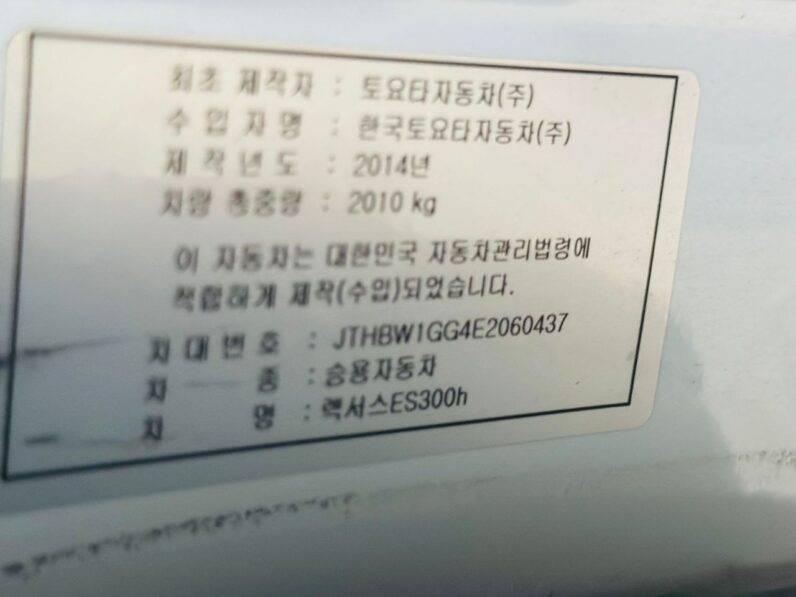 최초 제작자 : 토요타자동차(주)
수 입 자 명 : 한국토요타자동차(주)
제 작 년 도 : 2014년
차량 총중량 : 2010 kg
이 자동차는 대한민국 자동차관리법령에
적합하게 제작(수입)되었습니다.
차 대 번 호 : JTHBW1GG4E2060437
차 종 : 승용자동차
차 명 : 렉서스ES300h